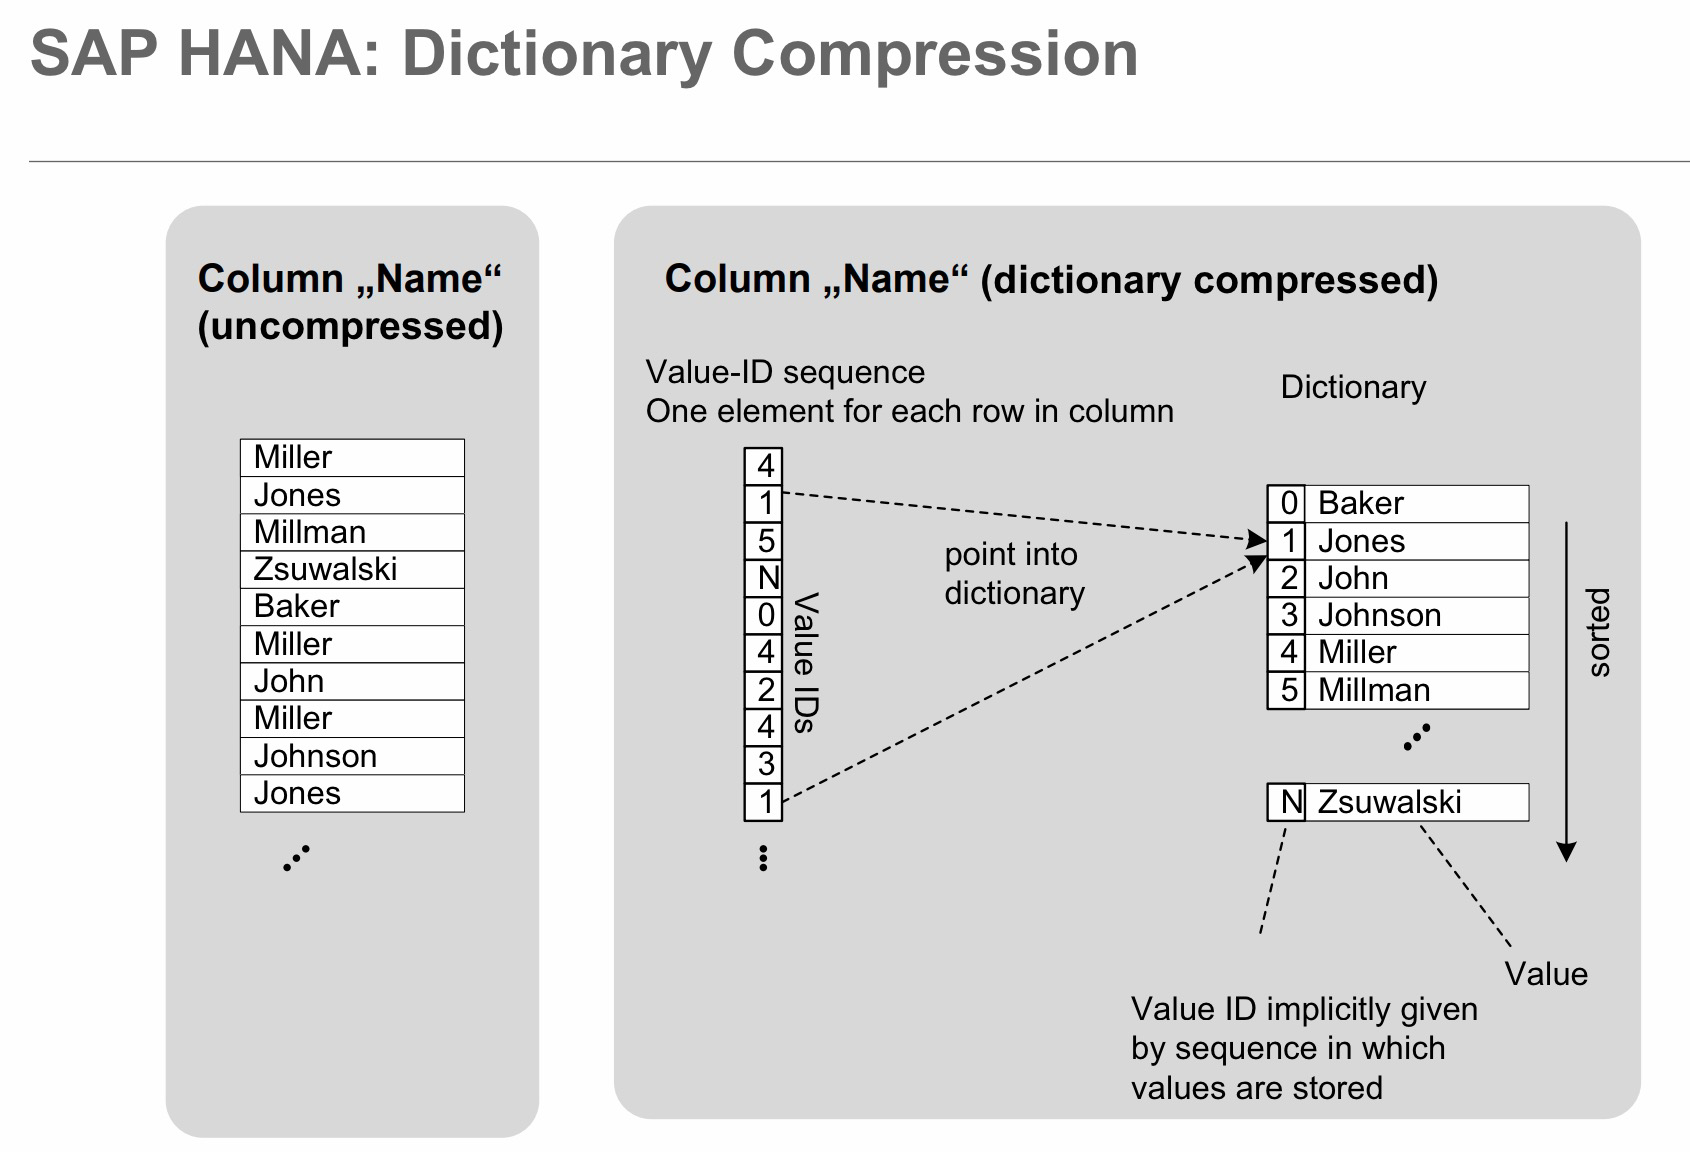 SAP HANA: Dictionary Compression
Column „Name“
(uncompressed)
Miller
Jones
Millman
Zsuwalski
Baker
Miller
John
Miller
Johnson
Jones
Column „Name“ (dictionary compressed)
Value-ID sequence
One element for each row in column
4
1
5
N
0
4
2
4
3
1
Value IDs
point into
dictionary
Dictionary
0 Baker
1 Jones
2 John
3 Johnson
4 Miller
5 Millman
N Zsuwalski
sorted
Value
Value ID implicitly given
by sequence in which
values are stored